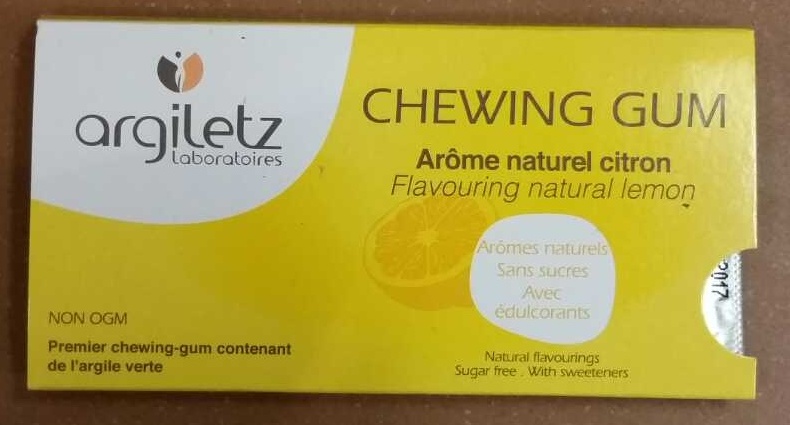 argiletz
Laboratoires
CHEWING GUM
Arôme naturel citron
Flavouring natural lemon
Arômes naturels
Sans sucres
Avec
édulcorants
Natural flavourings
Sugar free . With sweeteners
NON OGM
Premier chewing-gum contenant
de l'argile verte
2017